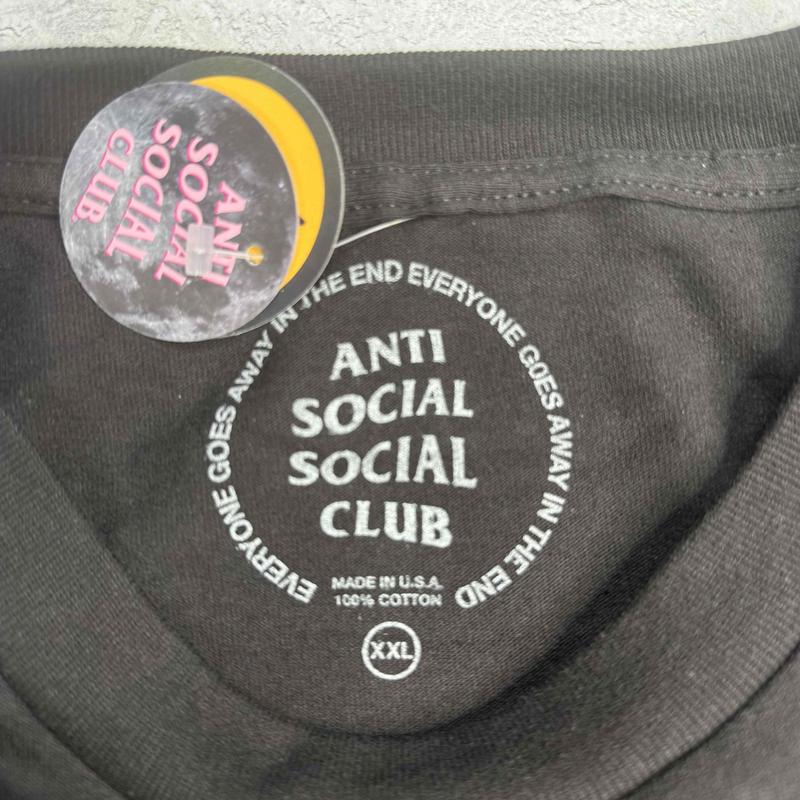 ANTI
SOCIAL
SOCIAL
CLUB
EVERYONE GOES AWAY IN THE END EVERYONE GOES AWAY IN THE END
ANTI
SOCIAL
SOCIAL
CLUB
MADE IN U.S.A.
100% COTTON
XXL